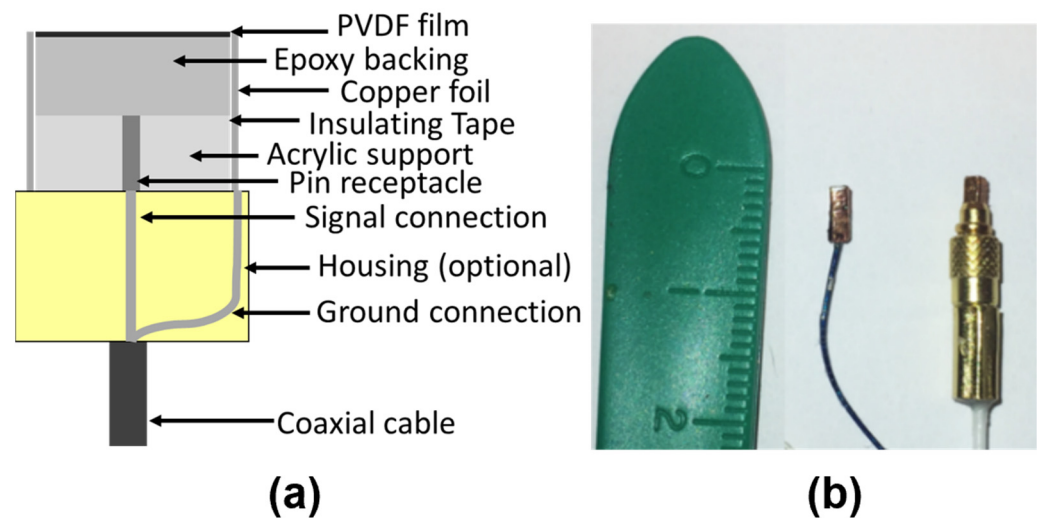 PVDF film
Epoxy backing
Copper foil
Insulating Tape
Acrylic support
Pin receptacle
Signal connection
Housing (optional)
Ground connection
Coaxial cable
0
1
2
(a)
(b)